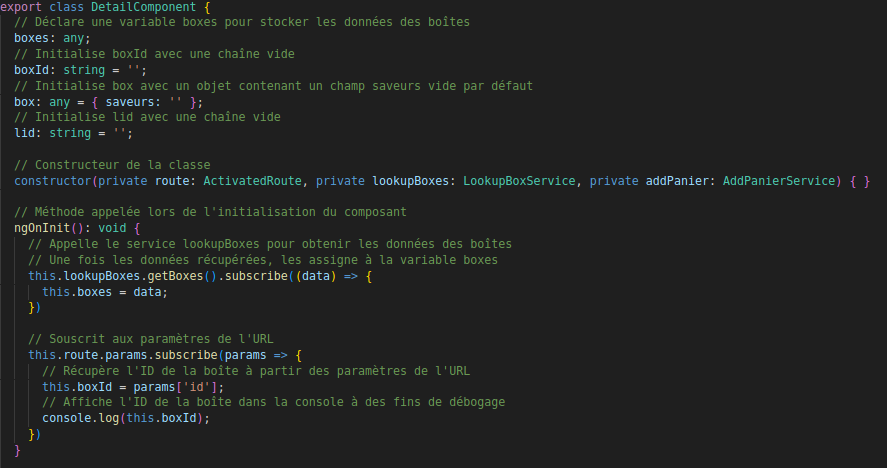 export class DetailComponent {
// Déclare une variable boxes pour stocker les données des boîtes
boxes: any;
// Initialise boxId avec une chaîne vide
boxId: string = '';
// Initialise box avec un objet contenant un champ saveurs vide par défaut
box: any = { saveurs: '' };
// Initialise lid avec une chaîne vide
lid: string = '';
// Constructeur de la classe
constructor(private route: ActivatedRoute, private lookupBoxes: LookupBoxService, private addPanier: AddPanierService) { }
// Méthode appelée lors de l'initialisation du composant
ngOnInit(): void {
// Appelle le service lookupBoxes pour obtenir les données des boîtes
// Une fois les données récupérées, les assigne à la variable boxes
this.lookupBoxes.getBoxes().subscribe((data) => {
this.boxes = data;
})
// Souscrit aux paramètres de l'URL
this.route.params.subscribe(params => {
// Récupère l'ID de la boîte à partir des paramètres de l'URL
this.boxId = params['id'];
// Affiche l'ID de la boîte dans la console à des fins de débogage
console.log(this.boxId);
})
}